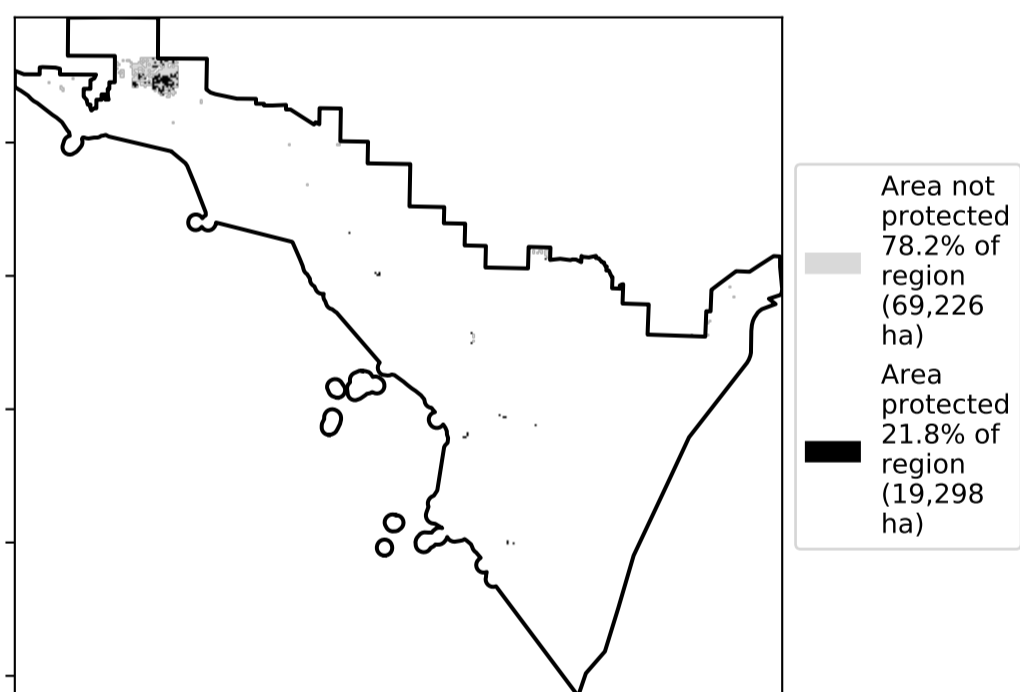 Area not
protected
78.2% of
region
(69,226
ha)
Area
protected
21.8% of
region
(19,298
ha)